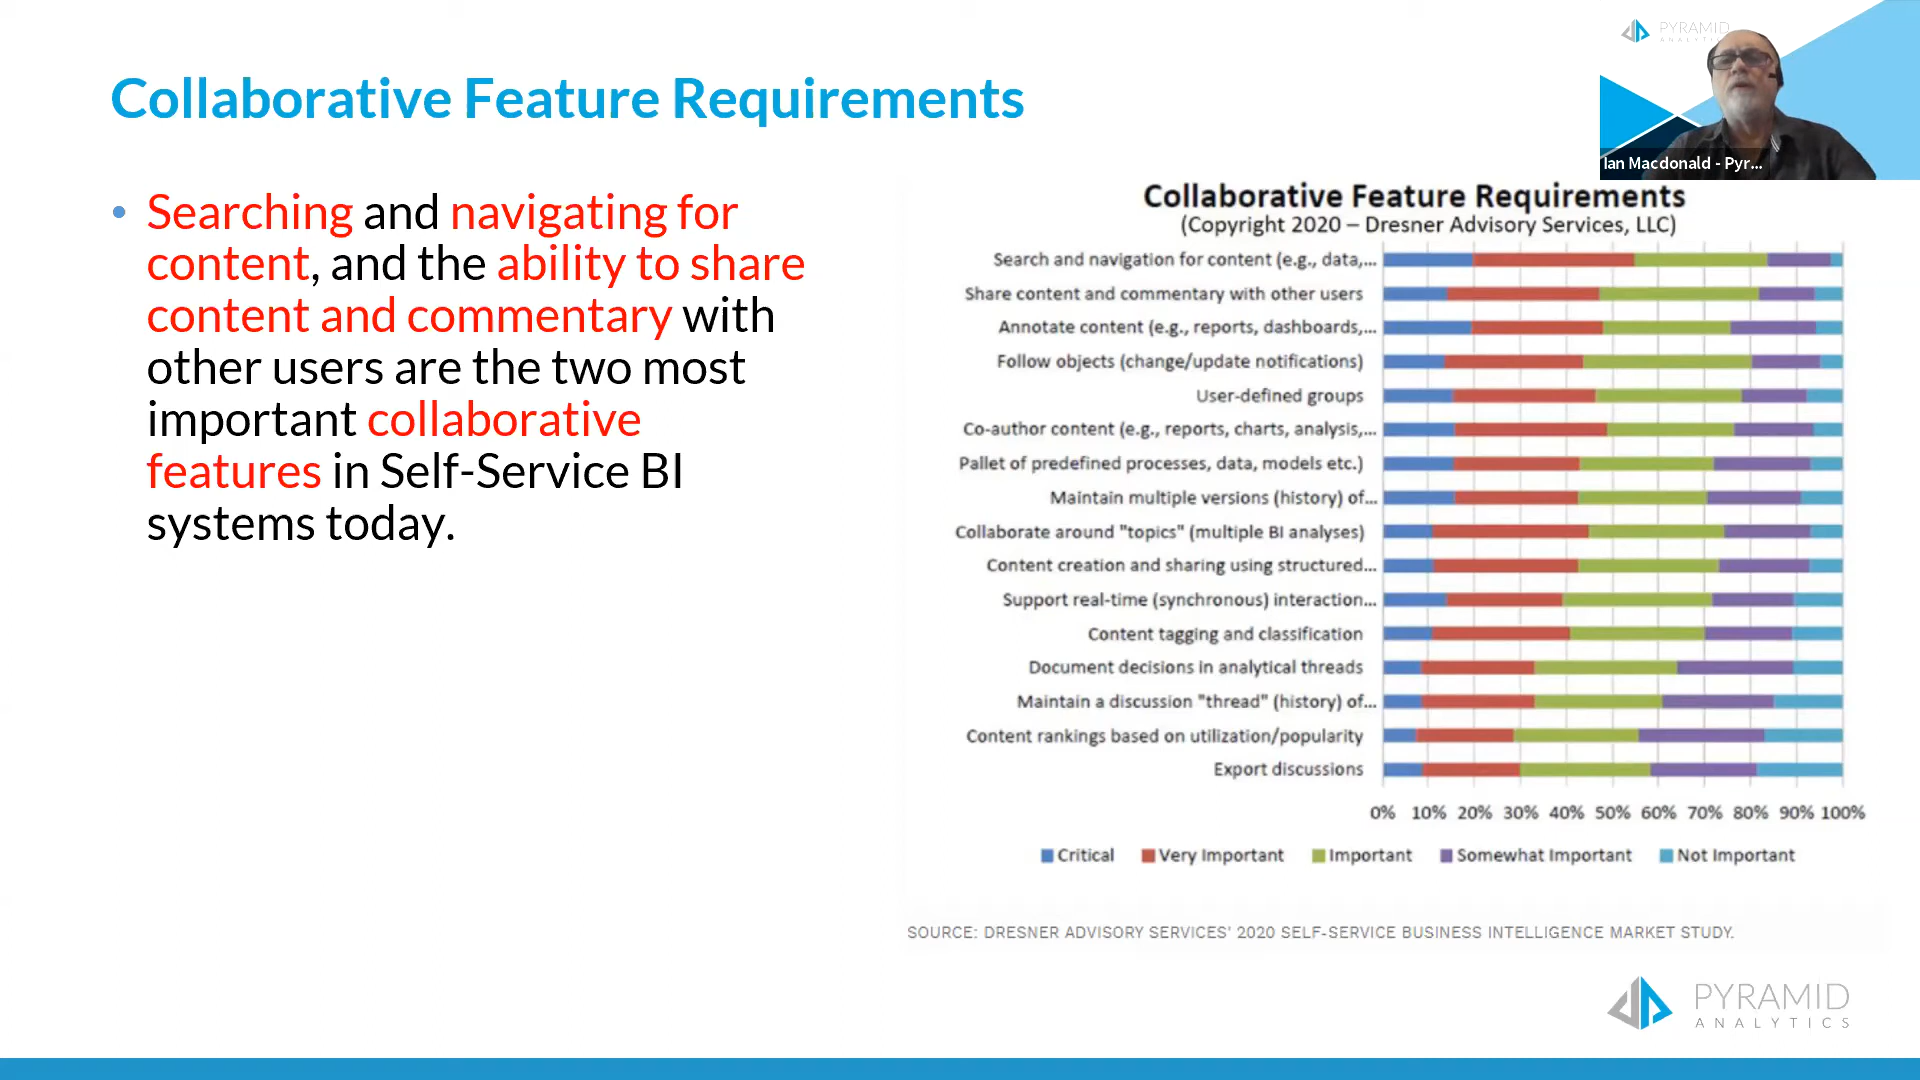 PYRAMID
ANALYTICS
Ian Macdonald - Pyr...
Collaborative Feature Requirements
• Searching and navigating for
content, and the ability to share
content and commentary with
other users are the two most
important collaborative
features in Self-Service BI
systems today.
Collaborative Feature Requirements
(Copyright 2020 – Dresner Advisory Services, LLC)
Search and navigation for content (e.g., data,...
Share content and commentary with other users
Annotate content (e.g., reports, dashboards,...
Follow objects (change/update notifications)
User-defined groups
Co-author content (e.g., reports, charts, analysis,...
Pallet of predefined processes, data, models etc.)
Maintain multiple versions (history) of...
Collaborate around "topics" (multiple BI analyses)
Content creation and sharing using structured...
Support real-time (synchronous) interaction...
Content tagging and classification
Document decisions in analytical threads
Maintain a discussion "thread" (history) of...
Content rankings based on utilization/popularity
Export discussions
0% 10% 20% 30% 40% 50% 60% 70% 80% 90% 100%
Critical Very Important Important Somewhat Important Not Important
SOURCE: DRESNER ADVISORY SERVICES' 2020 SELF-SERVICE BUSINESS INTELLIGENCE MARKET STUDY.
PYRAMID
ANALYTICS